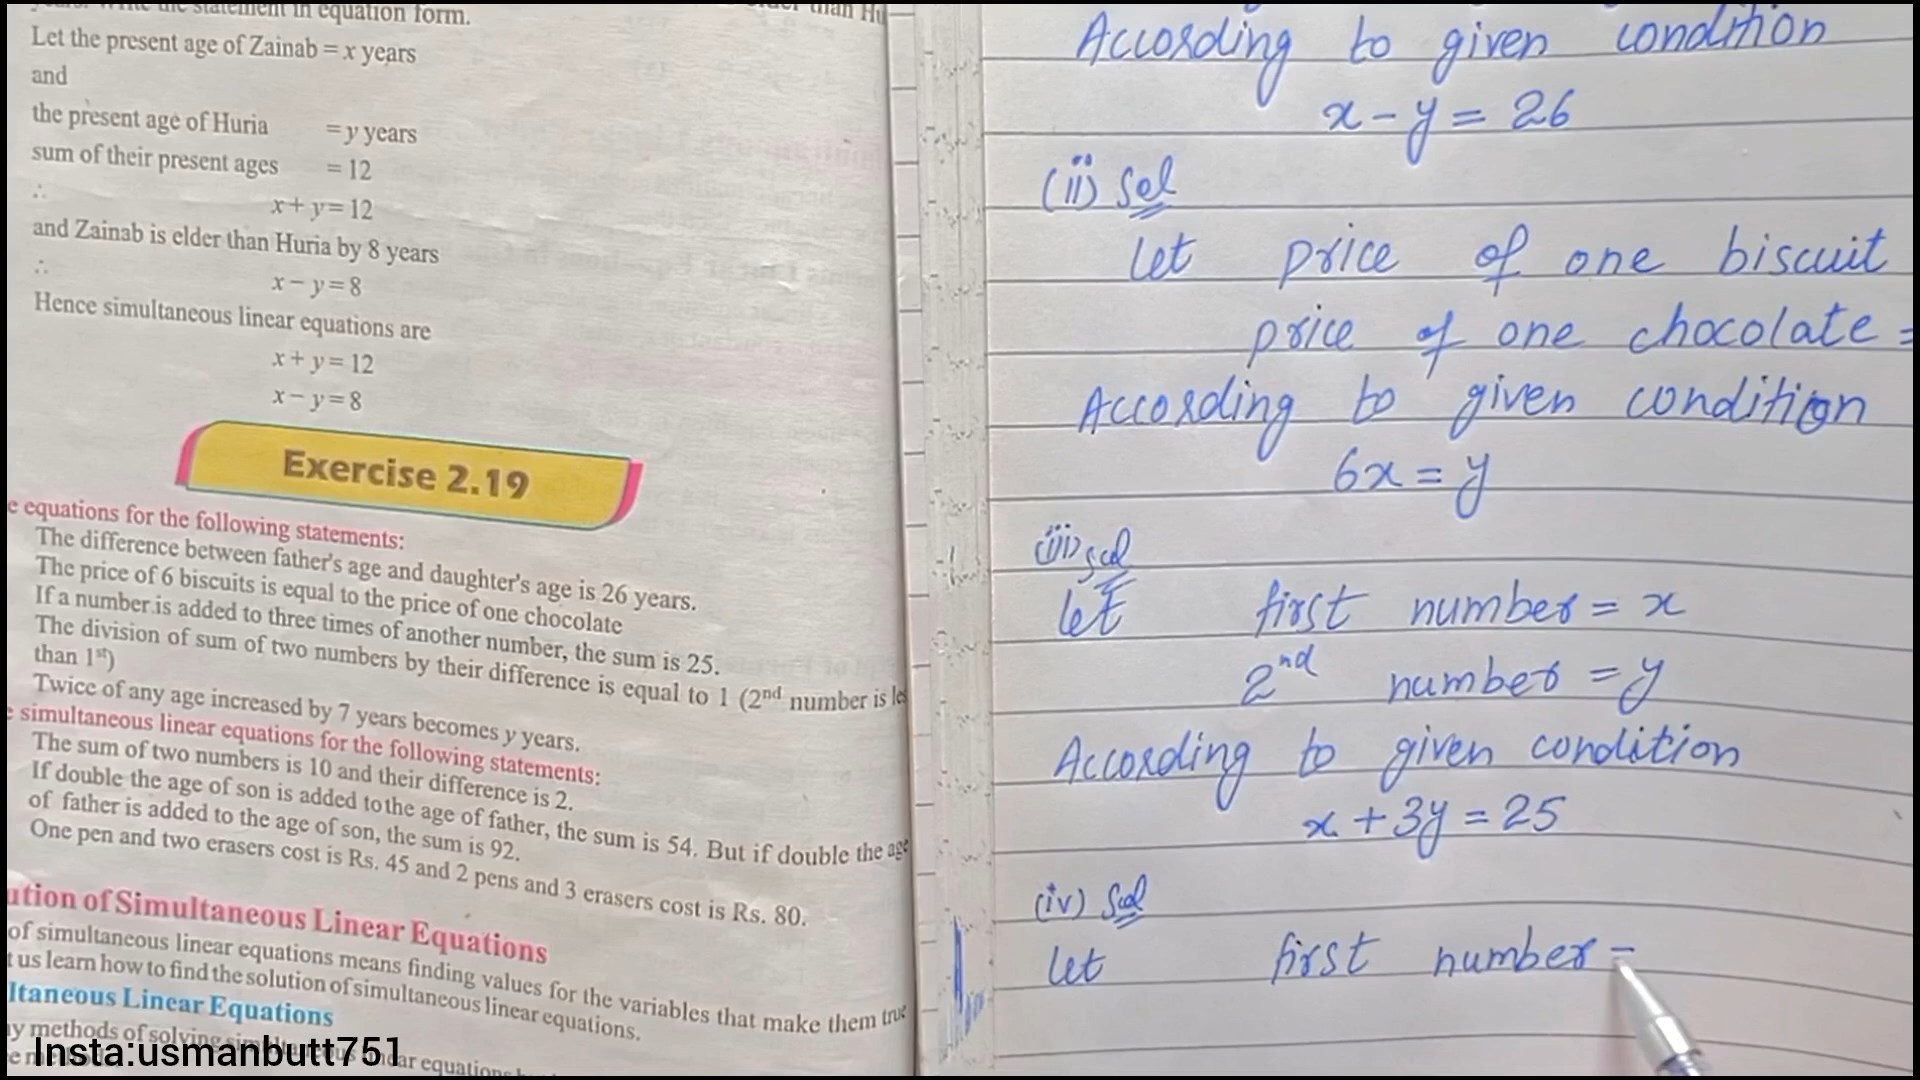 statement in equation form.
Let the present age of Zainab = x years
and
the present age of Huria = y years
sum of their present ages = 12
∴ x + y = 12
and Zainab is elder than Huria by 8 years
∴ x − y = 8
Hence simultaneous linear equations are
x + y = 12
x − y = 8
Exercise 2.19
equations for the following statements:
The difference between father's age and daughter's age is 26 years.
The price of 6 biscuits is equal to the price of one chocolate
If a number is added to three times of another number, the sum is 25.
The division of sum of two numbers by their difference is equal to 1 (2nd number is
than 1st)
Twice of any age increased by 7 years becomes y years.
simultaneous linear equations for the following statements:
The sum of two numbers is 10 and their difference is 2.
If double the age of son is added to the age of father, the sum is 54. But if double the age
of father is added to the age of son, the sum is 92.
One pen and two erasers cost is Rs. 45 and 2 pens and 3 erasers cost is Rs. 80.
ution of Simultaneous Linear Equations
of simultaneous linear equations means finding values for the variables that make them true
us learn how to find the solution of simultaneous linear equations.
ltaneous Linear Equations
methods of solving linear equations
Insta:usmanbutt751
According to given condition
x - y = 26
(ii) Sol
let price of one biscuit
price of one chocolate =
According to given condition
6x = y
(iii) Sol
let first number = x
2nd number = y
According to given condition
x + 3y = 25
(iv) Sol
let first number =